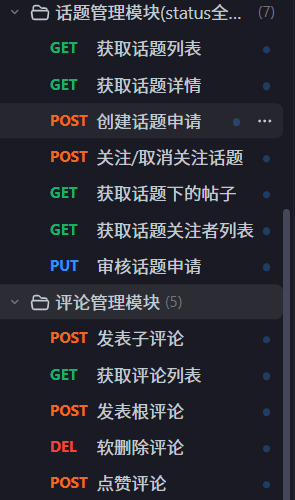 话题管理模块(status全... (7)
GET 获取话题列表
GET 获取话题详情
POST 创建话题申请
POST 关注/取消关注话题
GET 获取话题下的帖子
GET 获取话题关注者列表
PUT 审核话题申请
评论管理模块 (5)
POST 发表子评论
GET 获取评论列表
POST 发表根评论
DEL 软删除评论
POST 点赞评论